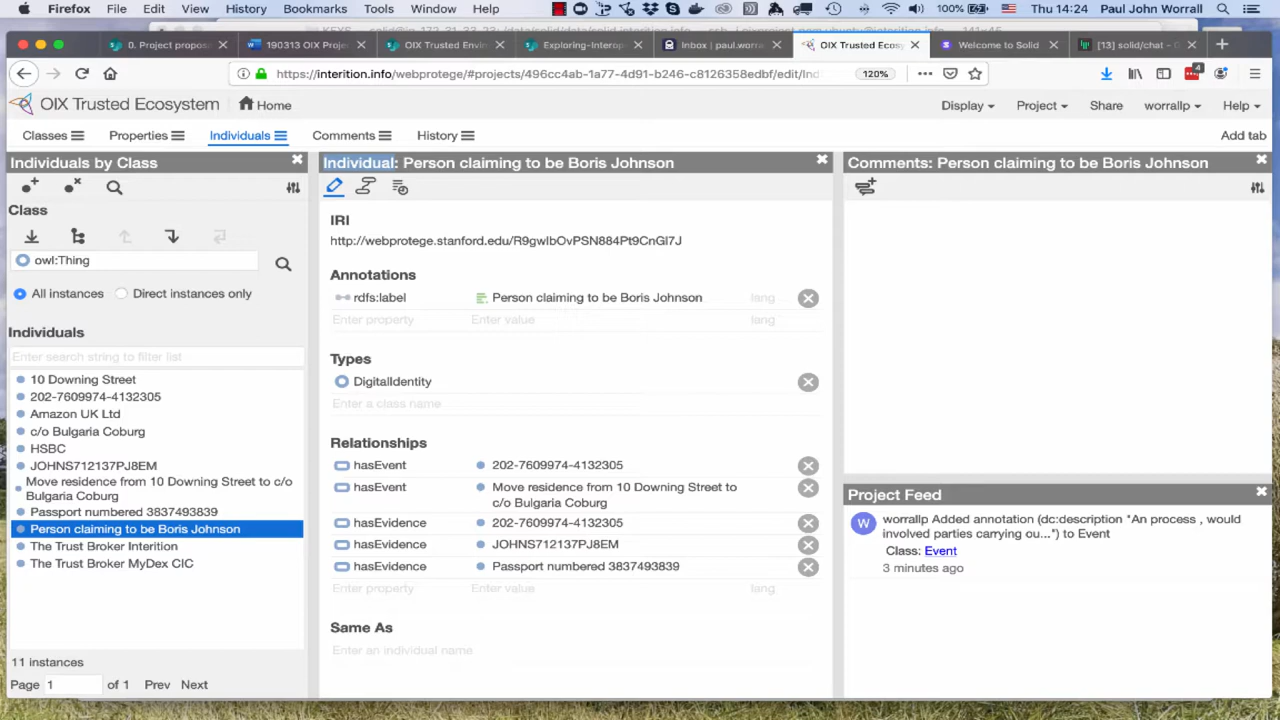 Firefox File Edit View History Bookmarks Tools Window Help 100% Thu 14:24 Paul John Worrall
0. Project propos 190313 OIX Proje OIX Trusted Envir Exploring-Interop Inbox | paul.worra OIX Trusted Ecosy Welcome to Solid [13] solid/chat - D
https://interition.info/webprotege/#projects/496cc4ab-1a77-4d91-b246-c8126358edbf/edit/Ind 120% 4
OIX Trusted Ecosystem Home Display Project Share worrallp Help
Classes Properties Individuals Comments History Add tab
Individuals by Class
Class
owl:Thing
All instances Direct instances only
Individuals
Enter search string to filter list
10 Downing Street
202-7609974-4132305
Amazon UK Ltd
c/o Bulgaria Coburg
HSBC
JOHNS712137PJ8EM
Move residence from 10 Downing Street to c/o
Bulgaria Coburg
Passport numbered 3837493839
Person claiming to be Boris Johnson
The Trust Broker Interition
The Trust Broker MyDex CIC
11 instances
Page 1 of 1 Prev Next
Individual: Person claiming to be Boris Johnson
IRI
http://webprotege.stanford.edu/R9gwIbOvPSN884Pt9CnGl7J
Annotations
rdfs:label Person claiming to be Boris Johnson lang
Enter property Enter value lang
Types
DigitalIdentity
Enter a class name
Relationships
hasEvent 202-7609974-4132305
hasEvent Move residence from 10 Downing Street to
c/o Bulgaria Coburg
hasEvidence 202-7609974-4132305
hasEvidence JOHNS712137PJ8EM
hasEvidence Passport numbered 3837493839
Enter property Enter value lang
Same As
Enter an individual name
Comments: Person claiming to be Boris Johnson
Project Feed
W worrallp Added annotation (dc:description "An process , would
involved parties carrying ou...") to Event
Class: Event
3 minutes ago